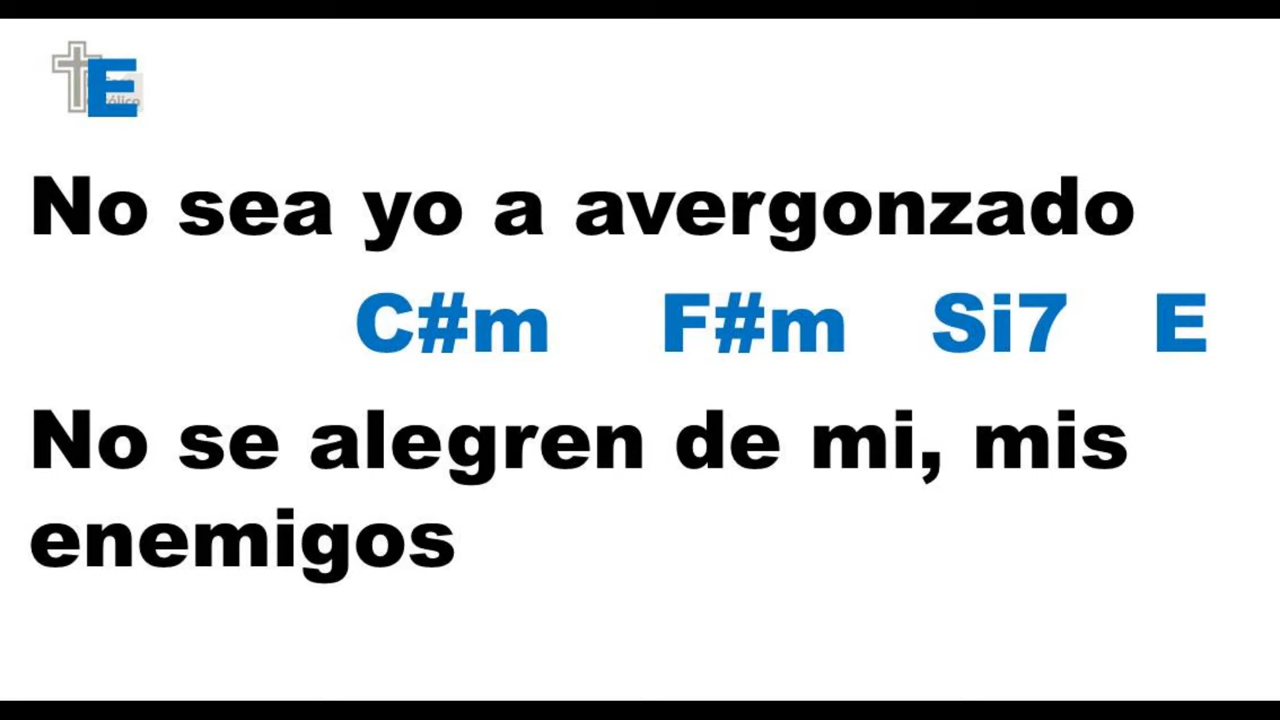 E
No sea yo a avergonzado
C#m F#m Si7 E
No se alegren de mi, mis
enemigos